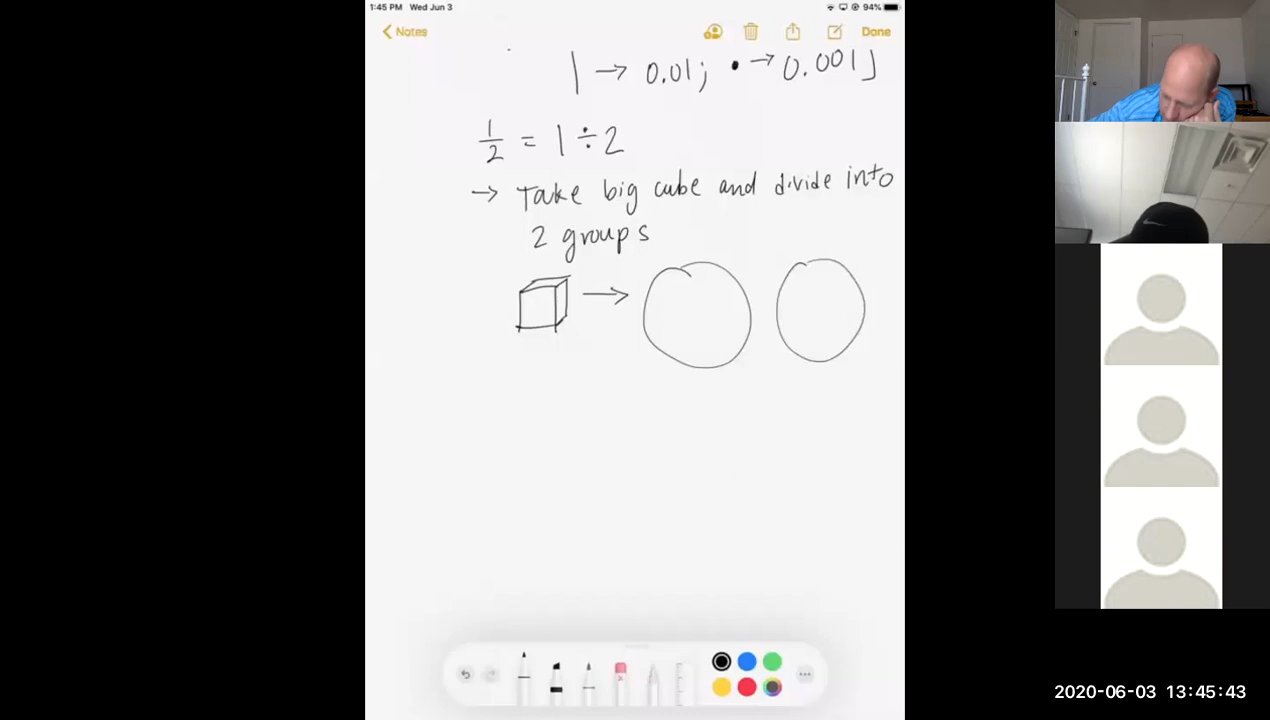 1:45 PM Wed Jun 3
94%
Notes
Done
| → 0.01; • → 0.001]
1/2 = 1 ÷ 2
→ Take big cube and divide into
2 groups
→
2020-06-03 13:45:43